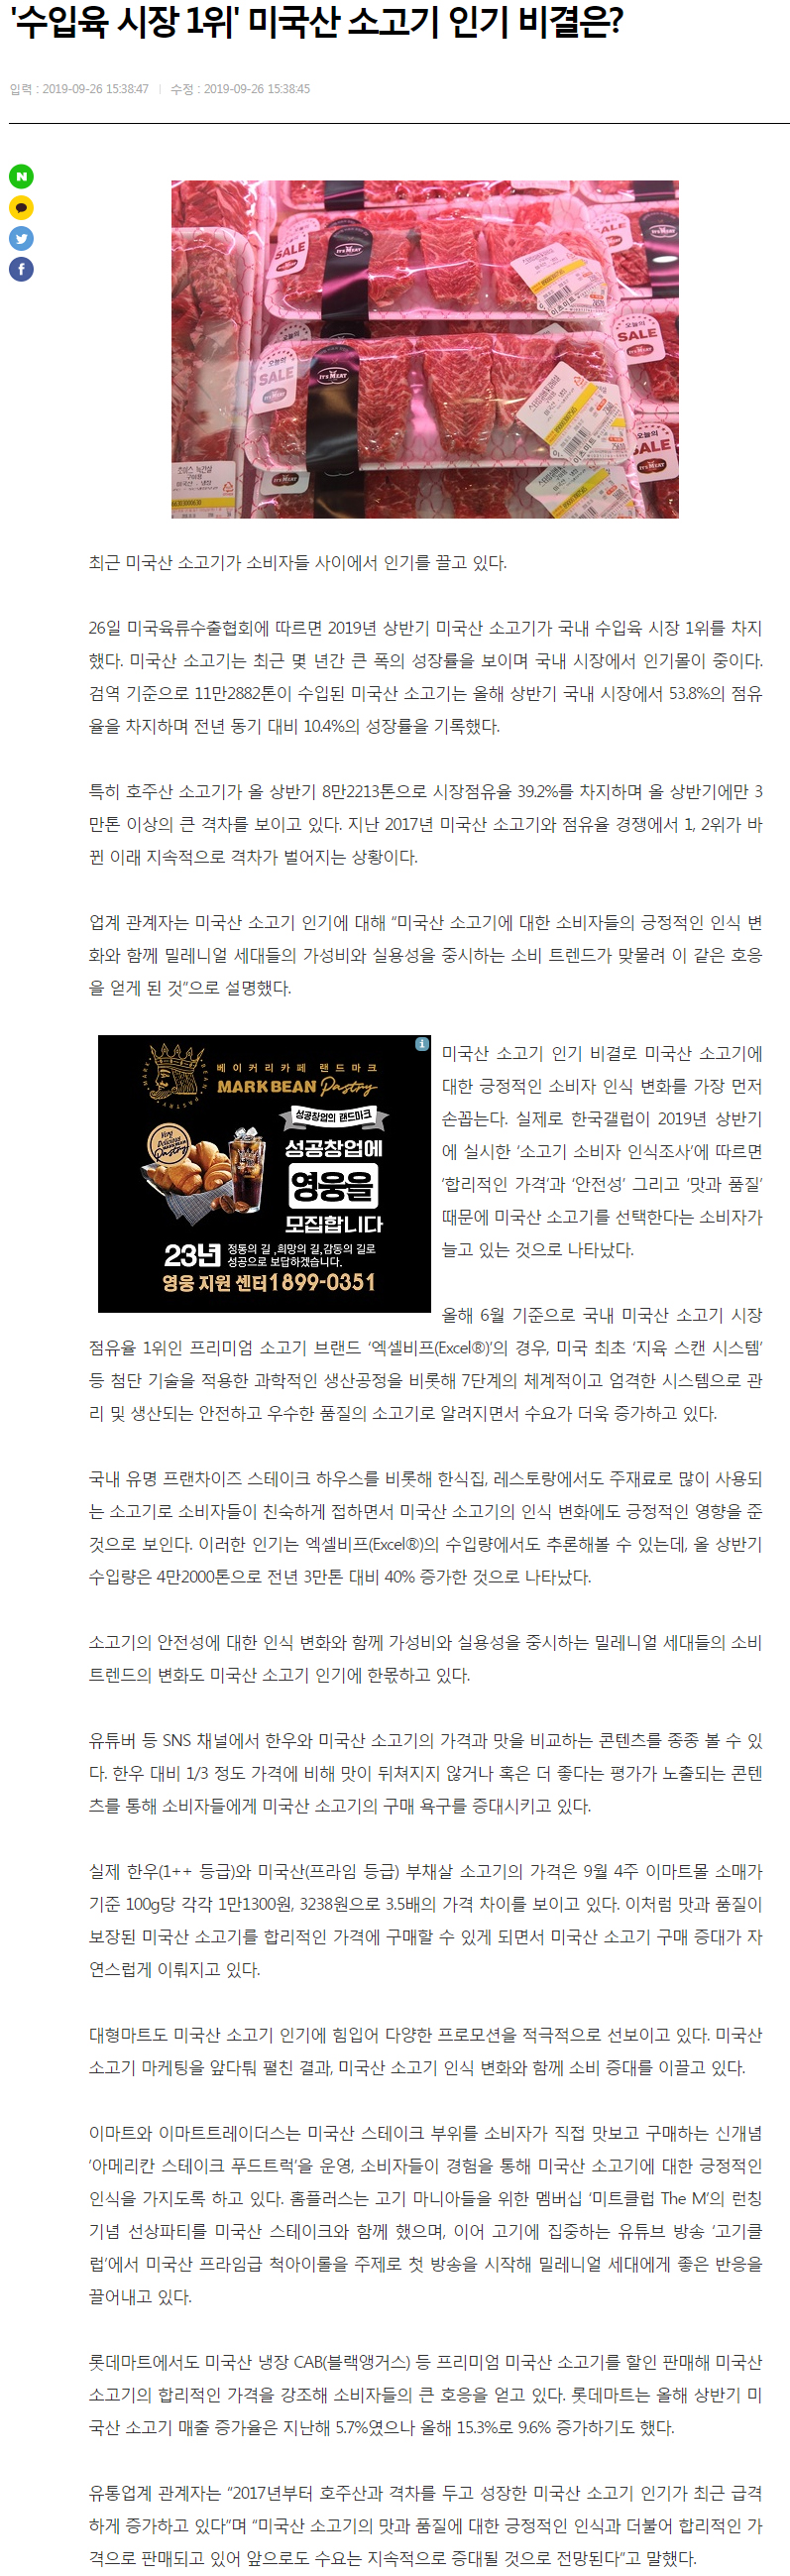 '수입육 시장 1위' 미국산 소고기 인기 비결은?
입력 : 2019-09-26 15:38:47 | 수정 : 2019-09-26 15:38:45
오늘의
SALE
IT'S MEAT
IT'S MEAT
오늘의
SALE
IT'S MEAT
오늘의
SALE
IT'S MEAT
이츠미트
이츠미트
오늘의
SALE
IT'S MEAT
최근 미국산 소고기가 소비자들 사이에서 인기를 끌고 있다.
26일 미국육류수출협회에 따르면 2019년 상반기 미국산 소고기가 국내 수입육 시장 1위를 차지
했다. 미국산 소고기는 최근 몇 년간 큰 폭의 성장률을 보이며 국내 시장에서 인기몰이 중이다.
검역 기준으로 11만2882톤이 수입된 미국산 소고기는 올해 상반기 국내 시장에서 53.8%의 점유
율을 차지하며 전년 동기 대비 10.4%의 성장률을 기록했다.
특히 호주산 소고기가 올 상반기 8만2213톤으로 시장점유율 39.2%를 차지하며 올 상반기에만 3
만톤 이상의 큰 격차를 보이고 있다. 지난 2017년 미국산 소고기와 점유율 경쟁에서 1, 2위가 바
뀐 이래 지속적으로 격차가 벌어지는 상황이다.
업계 관계자는 미국산 소고기 인기에 대해 “미국산 소고기에 대한 소비자들의 긍정적인 인식 변
화와 함께 밀레니얼 세대들의 가성비와 실용성을 중시하는 소비 트렌드가 맞물려 이 같은 호응
을 얻게 된 것”으로 설명했다.
베이커리카페 랜드마크
MARK BEAN Pastry
성공창업의 랜드마크
성공창업에
영웅을
모집합니다
23년 정통의 길 ,희망의 길,감동의 길로
성공으로 보답하겠습니다.
영웅 지원 센터1899-0351
미국산 소고기 인기 비결로 미국산 소고기에
대한 긍정적인 소비자 인식 변화를 가장 먼저
손꼽는다. 실제로 한국갤럽이 2019년 상반기
에 실시한 ‘소고기 소비자 인식조사’에 따르면
‘합리적인 가격’과 ‘안전성’ 그리고 ‘맛과 품질’
때문에 미국산 소고기를 선택한다는 소비자가
늘고 있는 것으로 나타났다.
올해 6월 기준으로 국내 미국산 소고기 시장
점유율 1위인 프리미엄 소고기 브랜드 ‘엑셀비프(Excel®)’의 경우, 미국 최초 ‘지육 스캔 시스템’
등 첨단 기술을 적용한 과학적인 생산공정을 비롯해 7단계의 체계적이고 엄격한 시스템으로 관
리 및 생산되는 안전하고 우수한 품질의 소고기로 알려지면서 수요가 더욱 증가하고 있다.
국내 유명 프랜차이즈 스테이크 하우스를 비롯해 한식집, 레스토랑에서도 주재료로 많이 사용되
는 소고기로 소비자들이 친숙하게 접하면서 미국산 소고기의 인식 변화에도 긍정적인 영향을 준
것으로 보인다. 이러한 인기는 엑셀비프(Excel®)의 수입량에서도 추론해볼 수 있는데, 올 상반기
수입량은 4만2000톤으로 전년 3만톤 대비 40% 증가한 것으로 나타났다.
소고기의 안전성에 대한 인식 변화와 함께 가성비와 실용성을 중시하는 밀레니얼 세대들의 소비
트렌드의 변화도 미국산 소고기 인기에 한몫하고 있다.
유튜버 등 SNS 채널에서 한우와 미국산 소고기의 가격과 맛을 비교하는 콘텐츠를 종종 볼 수 있
다. 한우 대비 1/3 정도 가격에 비해 맛이 뒤쳐지지 않거나 혹은 더 좋다는 평가가 노출되는 콘텐
츠를 통해 소비자들에게 미국산 소고기의 구매 욕구를 증대시키고 있다.
실제 한우(1++ 등급)와 미국산(프라임 등급) 부채살 소고기의 가격은 9월 4주 이마트몰 소매가
기준 100g당 각각 1만1300원, 3238원으로 3.5배의 가격 차이를 보이고 있다. 이처럼 맛과 품질이
보장된 미국산 소고기를 합리적인 가격에 구매할 수 있게 되면서 미국산 소고기 구매 증대가 자
연스럽게 이뤄지고 있다.
대형마트도 미국산 소고기 인기에 힘입어 다양한 프로모션을 적극적으로 선보이고 있다. 미국산
소고기 마케팅을 앞다퉈 펼친 결과, 미국산 소고기 인식 변화와 함께 소비 증대를 이끌고 있다.
이마트와 이마트트레이더스는 미국산 스테이크 부위를 소비자가 직접 맛보고 구매하는 신개념
'아메리칸 스테이크 푸드트럭'을 운영, 소비자들이 경험을 통해 미국산 소고기에 대한 긍정적인
인식을 가지도록 하고 있다. 홈플러스는 고기 마니아들을 위한 멤버십 ‘미트클럽 The M’의 런칭
기념 선상파티를 미국산 스테이크와 함께 했으며, 이어 고기에 집중하는 유튜브 방송 ‘고기클
럽’에서 미국산 프라임급 척아이롤을 주제로 첫 방송을 시작해 밀레니얼 세대에게 좋은 반응을
끌어내고 있다.
롯데마트에서도 미국산 냉장 CAB(블랙앵거스) 등 프리미엄 미국산 소고기를 할인 판매해 미국산
소고기의 합리적인 가격을 강조해 소비자들의 큰 호응을 얻고 있다. 롯데마트는 올해 상반기 미
국산 소고기 매출 증가율은 지난해 5.7%였으나 올해 15.3%로 9.6% 증가하기도 했다.
유통업계 관계자는 “2017년부터 호주산과 격차를 두고 성장한 미국산 소고기 인기가 최근 급격
하게 증가하고 있다”며 “미국산 소고기의 맛과 품질에 대한 긍정적인 인식과 더불어 합리적인 가
격으로 판매되고 있어 앞으로도 수요는 지속적으로 증대될 것으로 전망된다”고 말했다.